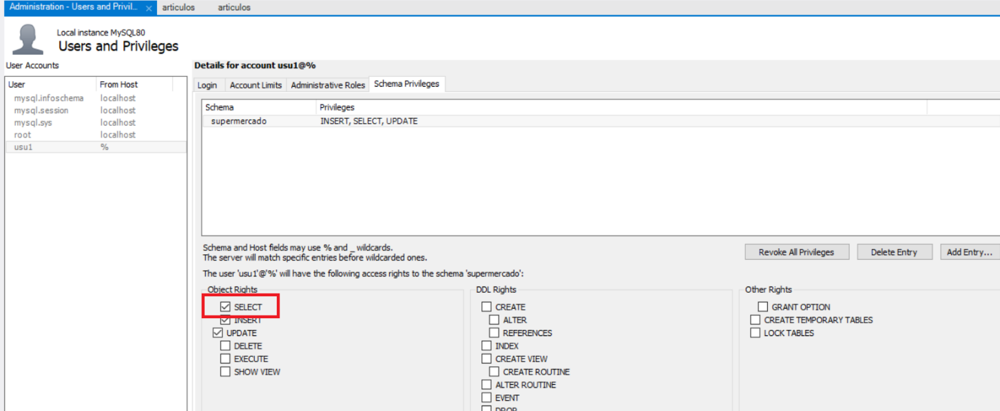 Administration - Users and Privil... × articulos articulos
Local instance MySQL80
Users and Privileges
User Accounts
User From Host
mysql.infoschema localhost
mysql.session localhost
mysql.sys localhost
root localhost
usu1 %
Details for account usu1@%
Login Account Limits Administrative Roles Schema Privileges
Schema Privileges
supermercado INSERT, SELECT, UPDATE
Schema and Host fields may use % and _ wildcards.
The server will match specific entries before wildcarded ones.
Revoke All Privileges Delete Entry Add Entry...
The user 'usu1'@'%' will have the following access rights to the schema 'supermercado':
Object Rights
SELECT
INSERT
UPDATE
DELETE
EXECUTE
SHOW VIEW
DDL Rights
CREATE
ALTER
REFERENCES
INDEX
CREATE VIEW
CREATE ROUTINE
ALTER ROUTINE
EVENT
DROP
Other Rights
GRANT OPTION
CREATE TEMPORARY TABLES
LOCK TABLES